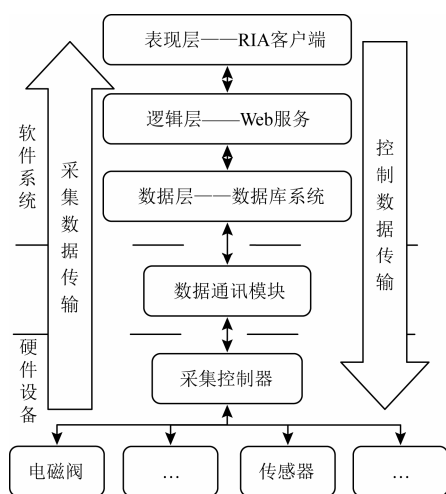 表现层——RIA客户端
逻辑层——Web服务
数据层——数据库系统
数据通讯模块
采集控制器
电磁阀
…
传感器
…
软件系统
硬件设备
采集数据传输
控制数据传输